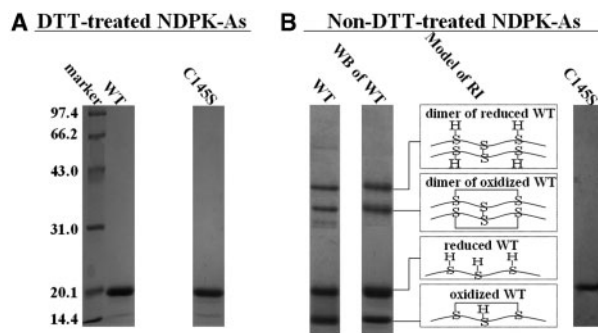 A DTT-treated NDPK-As
marker
WT
C145S
97.4
66.2
43.0
31.0
20.1
14.4
B Non-DTT-treated NDPK-As
WT
WB of WT
Model of RI
C145S
dimer of reduced WT
H H
S S S
S S S
H H
dimer of oxidized WT
S S S
S S S
reduced WT
H H H
S S S
oxidized WT
H
S S S